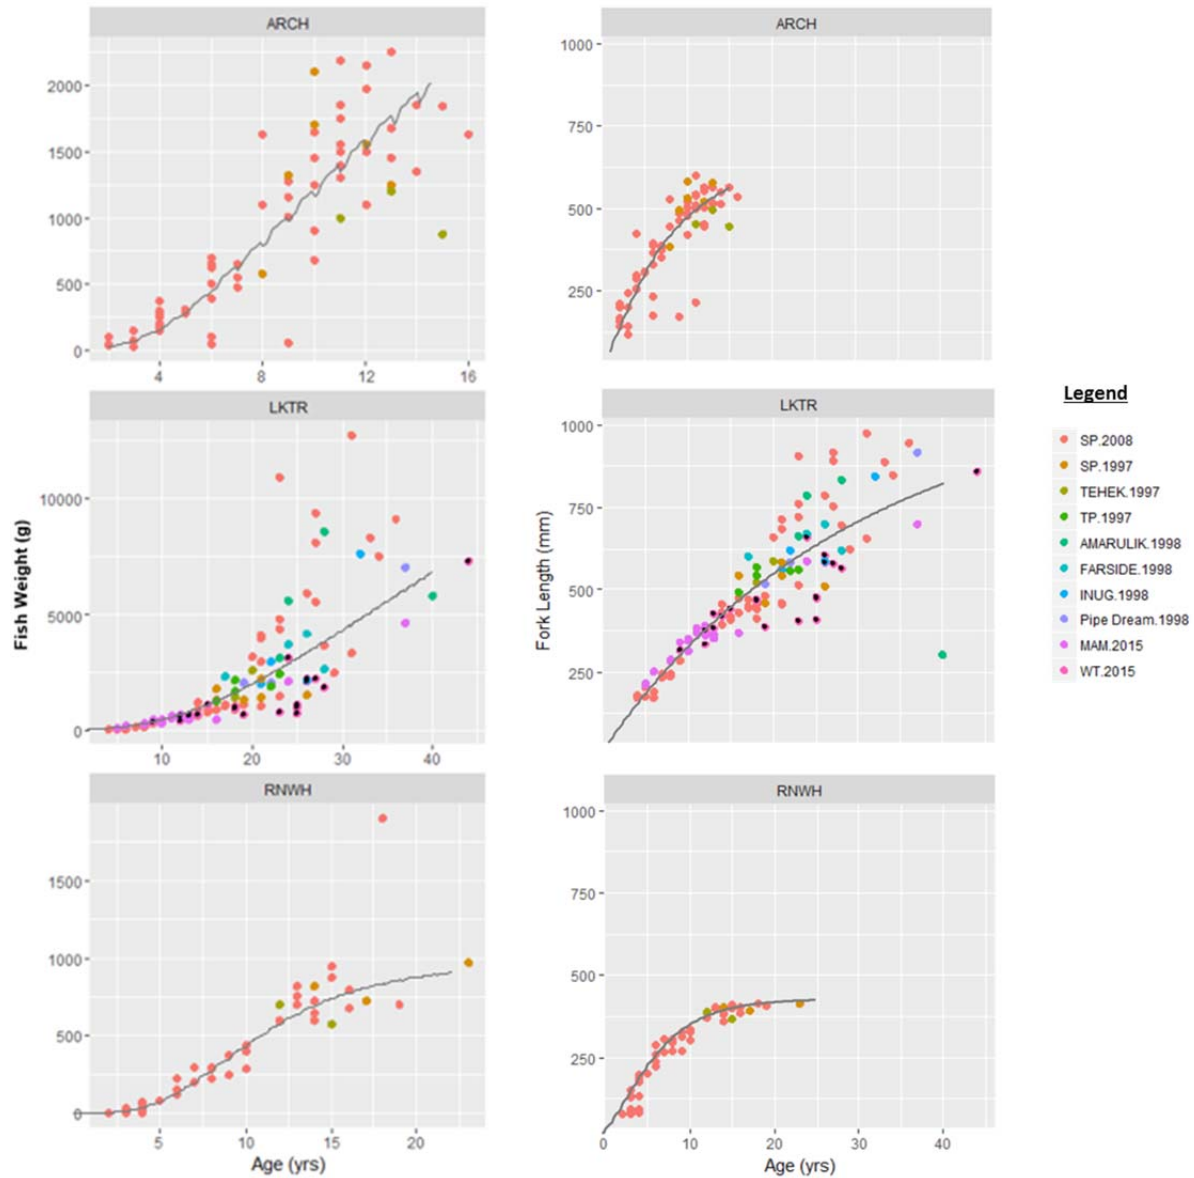 ARCH
ARCH
2000
1500
1000
500
0
4 8 12 16
1000
750
500
250
LKTR
LKTR
10000
5000
0
10 20 30 40
1000
750
500
250
Fish Weight (g)
Fork Length (mm)
RNWH
RNWH
1500
1000
500
0
5 10 15 20
Age (yrs)
1000
750
500
250
0 10 20 30 40
Age (yrs)
Legend
SP.2008
SP.1997
TEHEK.1997
TP.1997
AMARULIK.1998
FARSIDE.1998
INUG.1998
Pipe Dream.1998
MAM.2015
WT.2015